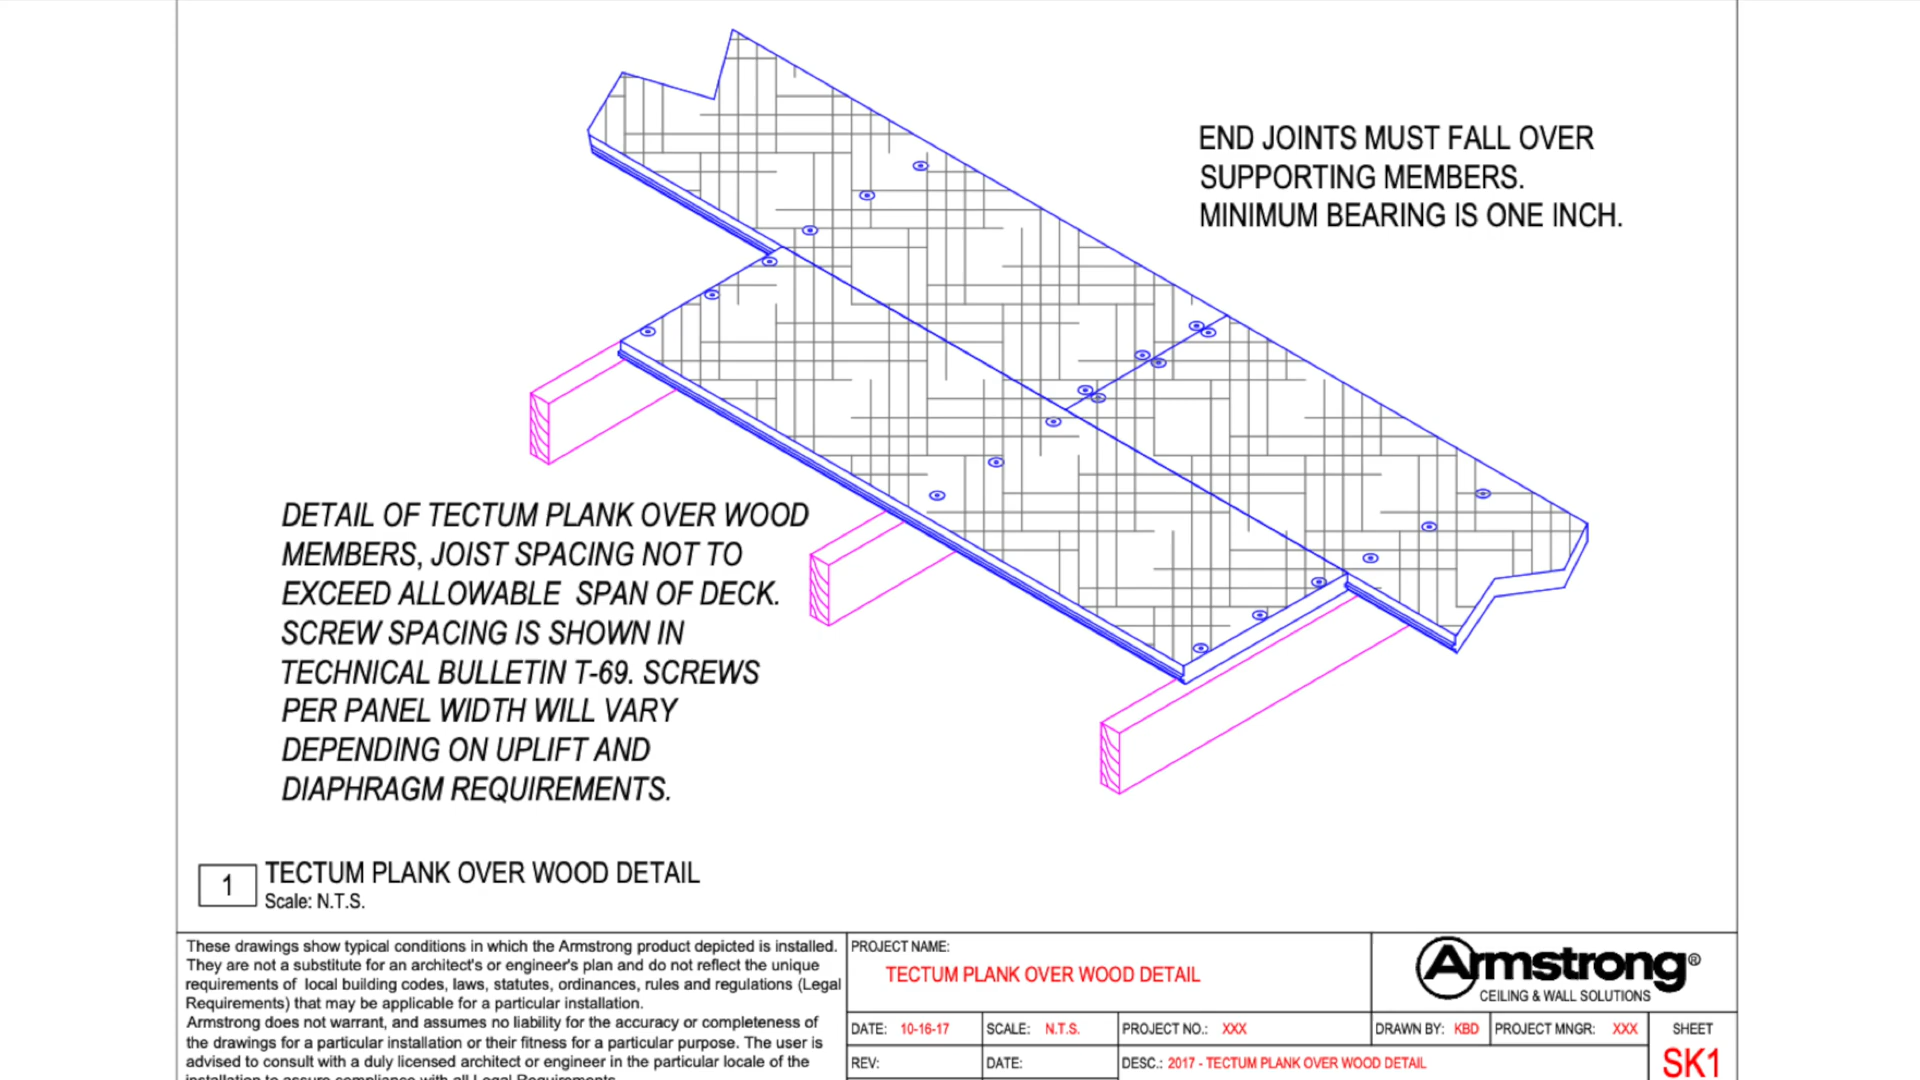 END JOINTS MUST FALL OVER
SUPPORTING MEMBERS.
MINIMUM BEARING IS ONE INCH.
DETAIL OF TECTUM PLANK OVER WOOD
MEMBERS, JOIST SPACING NOT TO
EXCEED ALLOWABLE SPAN OF DECK.
SCREW SPACING IS SHOWN IN
TECHNICAL BULLETIN T-69. SCREWS
PER PANEL WIDTH WILL VARY
DEPENDING ON UPLIFT AND
DIAPHRAGM REQUIREMENTS.
1
TECTUM PLANK OVER WOOD DETAIL
Scale: N.T.S.
These drawings show typical conditions in which the Armstrong product depicted is installed.
They are not a substitute for an architect's or engineer's plan and do not reflect the unique
requirements of local building codes, laws, statutes, ordinances, rules and regulations (Legal
Requirements) that may be applicable for a particular installation.
Armstrong does not warrant, and assumes no liability for the accuracy or completeness of
the drawings for a particular installation or their fitness for a particular purpose. The user is
advised to consult with a duly licensed architect or engineer in the particular locale of the
installation to assure compliance with all Legal Requirements.
PROJECT NAME:
TECTUM PLANK OVER WOOD DETAIL
Armstrong®
CEILING & WALL SOLUTIONS
DATE: 10-16-17
SCALE: N.T.S.
PROJECT NO.: XXX
DRAWN BY: KBD
PROJECT MNGR: XXX
SHEET
SK1
REV:
DATE:
DESC.: 2017 - TECTUM PLANK OVER WOOD DETAIL